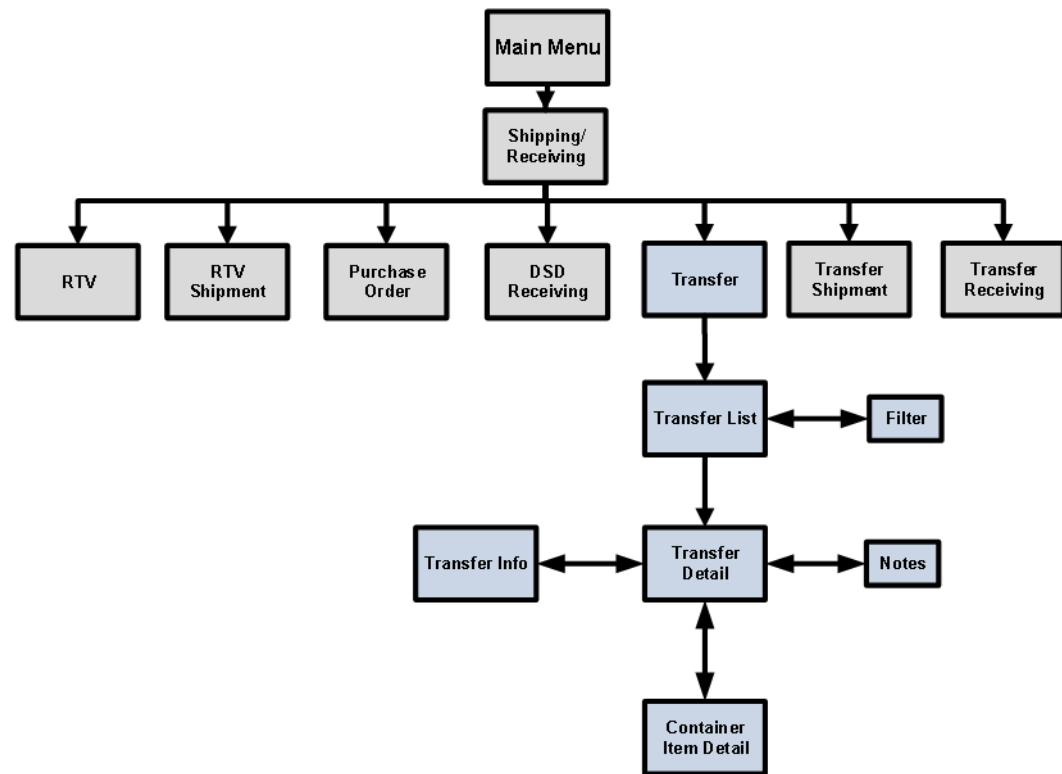 Main Menu
Shipping/
Receiving
RTV
RTV
Shipment
Purchase
Order
DSD
Receiving
Transfer
Transfer
Shipment
Transfer
Receiving
Transfer List
Filter
Transfer Info
Transfer
Detail
Notes
Container
Item Detail